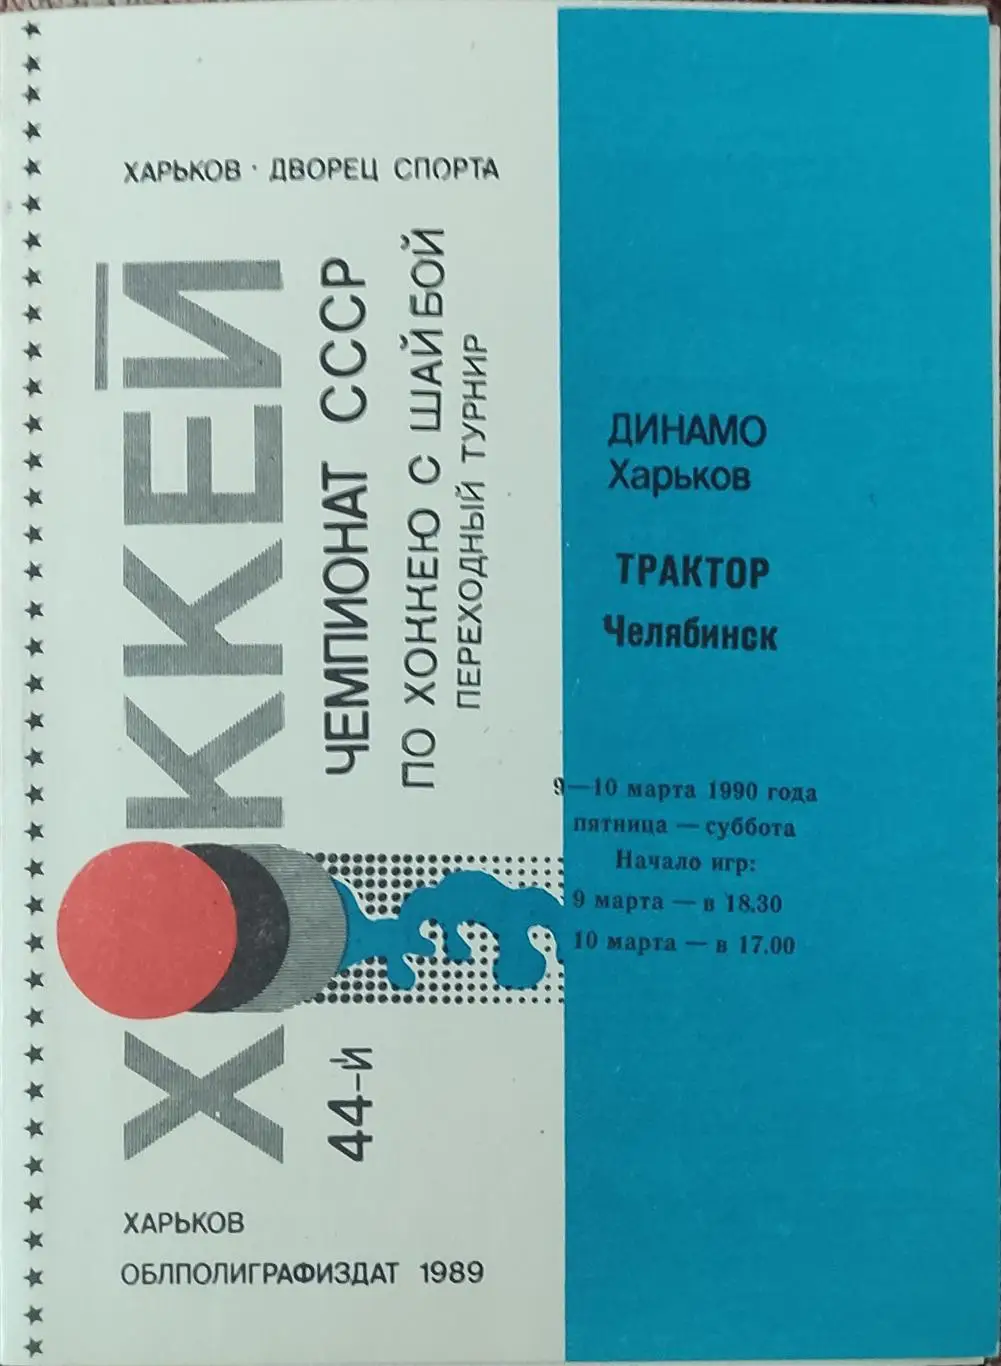 ХАРЬКОВ · ДВОРЕЦ СПОРТА
ХОККЕЙ
44-й ЧЕМПИОНАТ СССР
ПО ХОККЕЮ С ШАЙБОЙ
ПЕРЕХОДНЫЙ ТУРНИР
ХАРЬКОВ
ОБЛПОЛИГРАФИЗДАТ 1989
ДИНАМО
Харьков
ТРАКТОР
Челябинск
9—10 марта 1990 года
пятница — суббота
Начало игр:
9 марта — в 18.30
10 марта — в 17.00